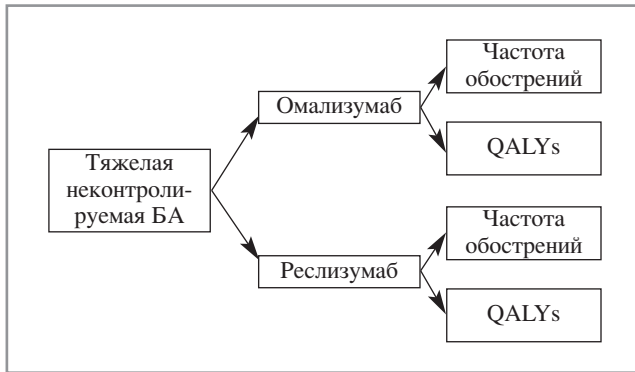 Тяжелая
неконтроли-
руемая БА
Омализумаб
Частота
обострений
QALYs
Реслизумаб
Частота
обострений
QALYs